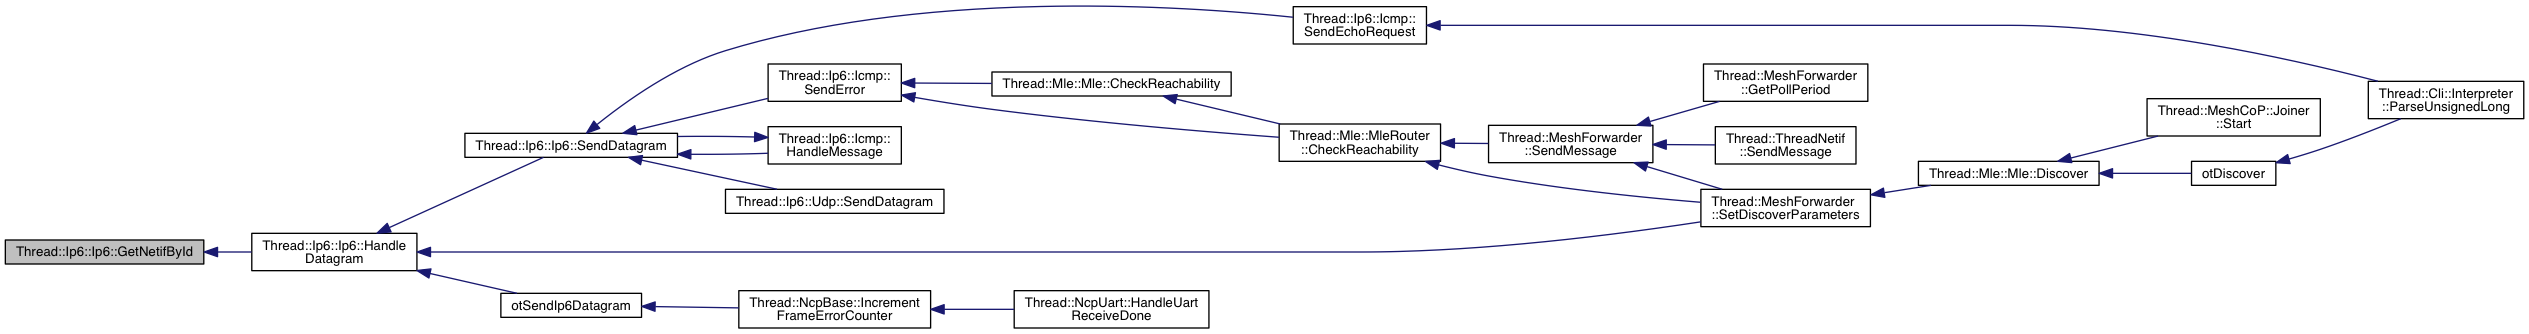 Thread::Ip6::Ip6::GetNetifById
Thread::Ip6::Ip6::Handle
Datagram
Thread::Ip6::Ip6::SendDatagram
otSendIp6Datagram
Thread::Ip6::Icmp::
SendError
Thread::Ip6::Icmp::
HandleMessage
Thread::Ip6::Udp::SendDatagram
Thread::NcpBase::Increment
FrameErrorCounter
Thread::Mle::Mle::CheckReachability
Thread::NcpUart::HandleUart
ReceiveDone
Thread::Ip6::Icmp::
SendEchoRequest
Thread::Mle::MleRouter
::CheckReachability
Thread::MeshForwarder
::SendMessage
Thread::MeshForwarder
::GetPollPeriod
Thread::ThreadNetif
::SendMessage
Thread::MeshForwarder
::SetDiscoverParameters
Thread::Mle::Mle::Discover
Thread::MeshCoP::Joiner
::Start
otDiscover
Thread::Cli::Interpreter
::ParseUnsignedLong